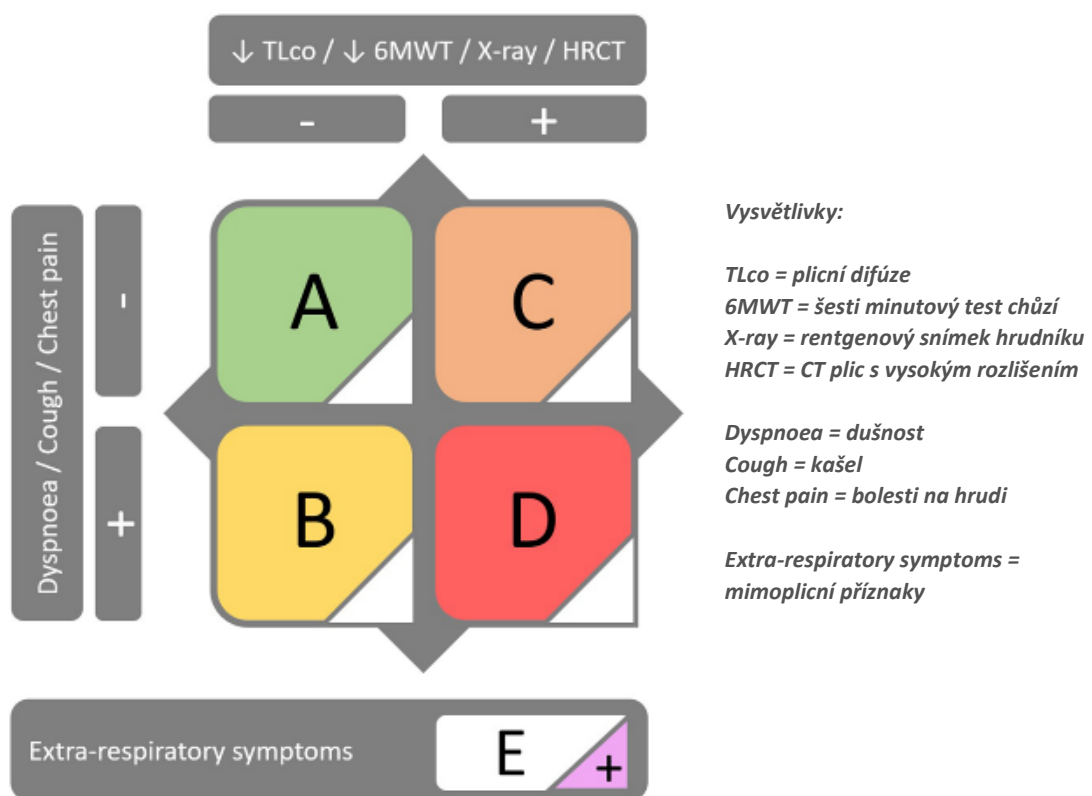 ↓ TLco / ↓ 6MWT / X-ray / HRCT
- +
Dyspnoea / Cough / Chest pain
-
+
A C
B D
Extra-respiratory symptoms E +
Vysvětlivky:
TLco = plicní difúze
6MWT = šesti minutový test chůzí
X-ray = rentgenový snímek hrudníku
HRCT = CT plic s vysokým rozlišením
Dyspnoea = dušnost
Cough = kašel
Chest pain = bolesti na hrudi
Extra-respiratory symptoms =
mimoplicní příznaky